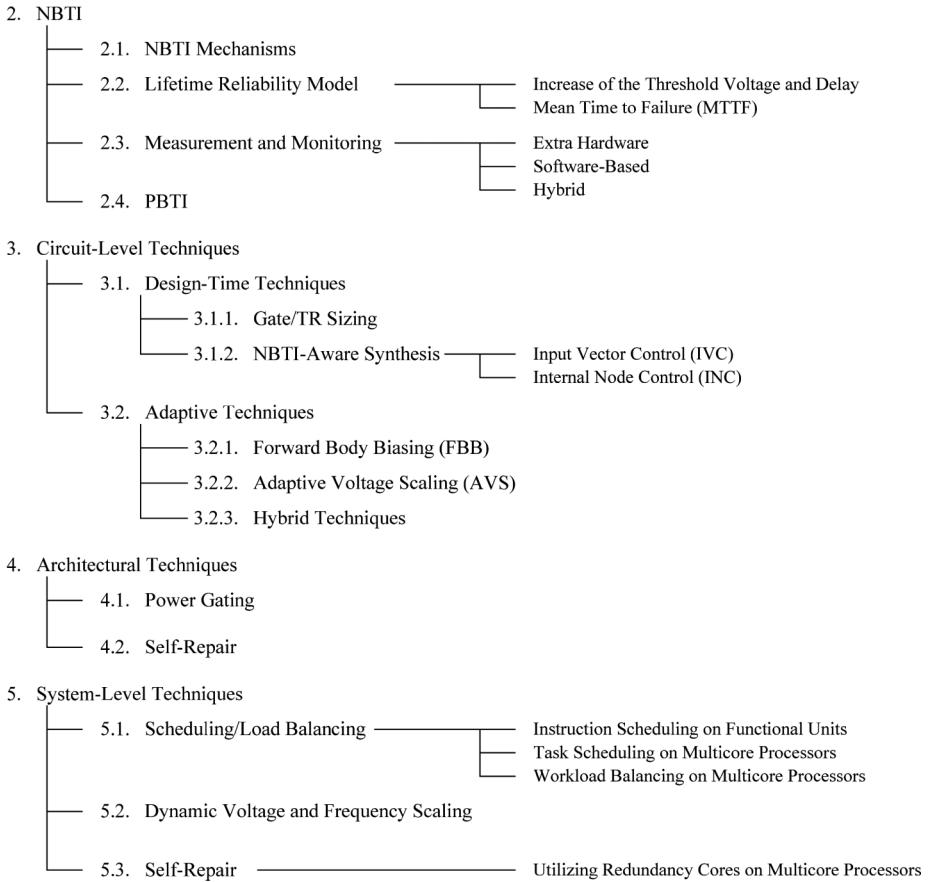 2. NBTI
2.1. NBTI Mechanisms
2.2. Lifetime Reliability Model
Increase of the Threshold Voltage and Delay
Mean Time to Failure (MTTF)
2.3. Measurement and Monitoring
Extra Hardware
Software-Based
Hybrid
2.4. PBTI
3. Circuit-Level Techniques
3.1. Design-Time Techniques
3.1.1. Gate/TR Sizing
3.1.2. NBTI-Aware Synthesis
Input Vector Control (IVC)
Internal Node Control (INC)
3.2. Adaptive Techniques
3.2.1. Forward Body Biasing (FBB)
3.2.2. Adaptive Voltage Scaling (AVS)
3.2.3. Hybrid Techniques
4. Architectural Techniques
4.1. Power Gating
4.2. Self-Repair
5. System-Level Techniques
5.1. Scheduling/Load Balancing
Instruction Scheduling on Functional Units
Task Scheduling on Multicore Processors
Workload Balancing on Multicore Processors
5.2. Dynamic Voltage and Frequency Scaling
5.3. Self-Repair
Utilizing Redundancy Cores on Multicore Processors